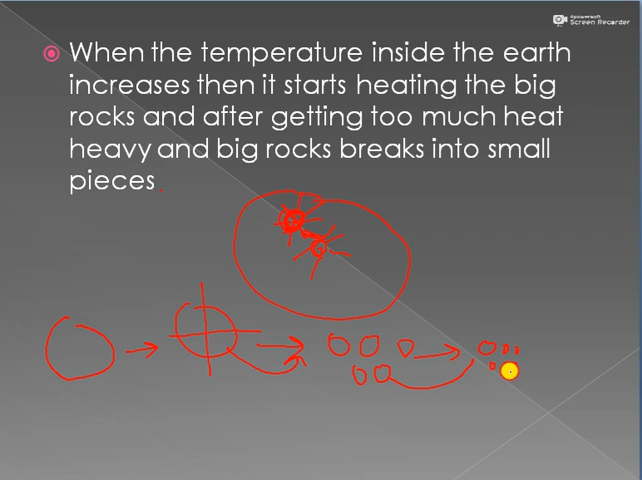 Apowersoft
Screen Recorder
When the temperature inside the earth
increases then it starts heating the big
rocks and after getting too much heat
heavy and big rocks breaks into small
pieces.